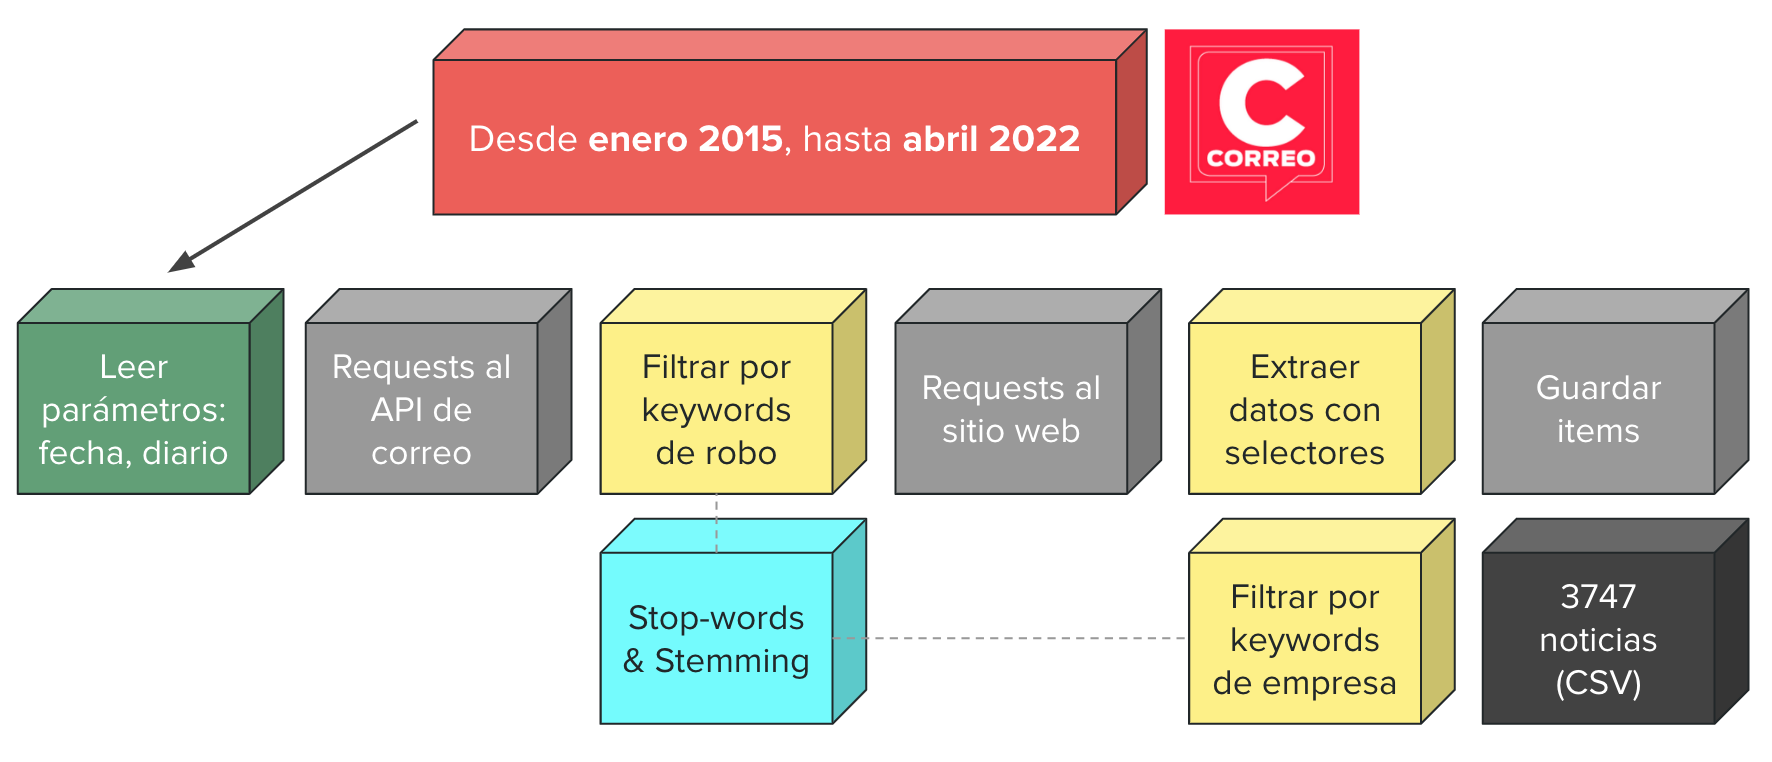 Desde enero 2015, hasta abril 2022
C
CORREO
Leer
parámetros:
fecha, diario
Requests al
API de
correo
Filtrar por
keywords
de robo
Requests al
sitio web
Extraer
datos con
selectores
Guardar
items
Stop-words
& Stemming
Filtrar por
keywords
de empresa
3747
noticias
(CSV)